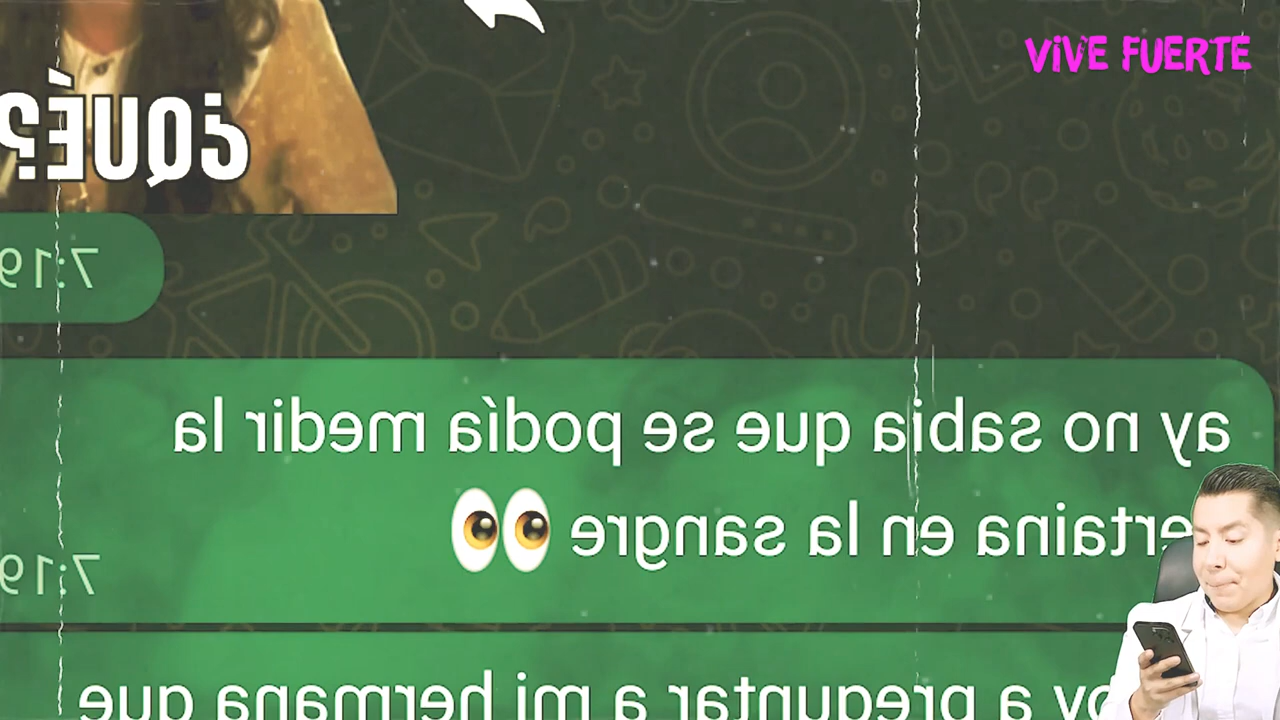 VIVE FUERTE
¿QUÉ?
7:19
ay no sabía que se podía medir la
ertaina en la sangre 👀
7:19
oy a preguntar a mi hermana que